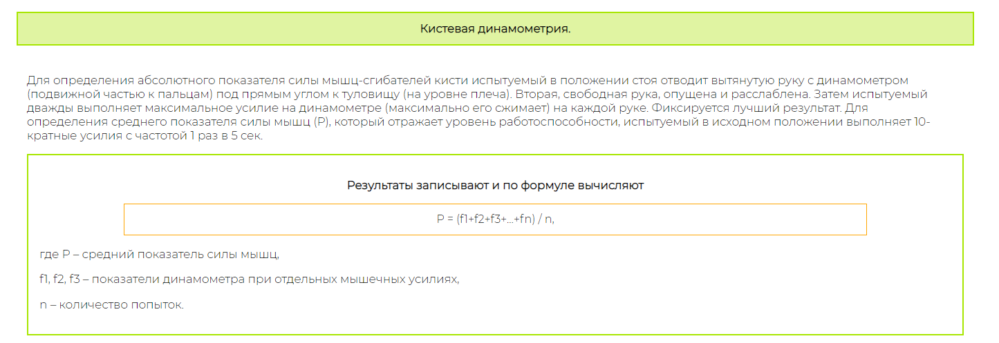 Кистевая динамометрия.
Для определения абсолютного показателя силы мышц-сгибателей кисти испытуемый в положении стоя отводит вытянутую руку с динамометром
(подвижной частью к пальцам) под прямым углом к туловищу (на уровне плеча). Вторая, свободная рука, опущена и расслаблена. Затем испытуемый
дважды выполняет максимальное усилие на динамометре (максимально его сжимает) на каждой руке. Фиксируется лучший результат. Для
определения среднего показателя силы мышц (Р), который отражает уровень работоспособности, испытуемый в исходном положении выполняет 10-
кратные усилия с частотой 1 раз в 5 сек.
Результаты записывают и по формуле вычисляют
P = (f1+f2+f3+...+fn) / n,
где Р – средний показатель силы мышц,
f1, f2, f3 – показатели динамометра при отдельных мышечных усилиях,
n – количество попыток.